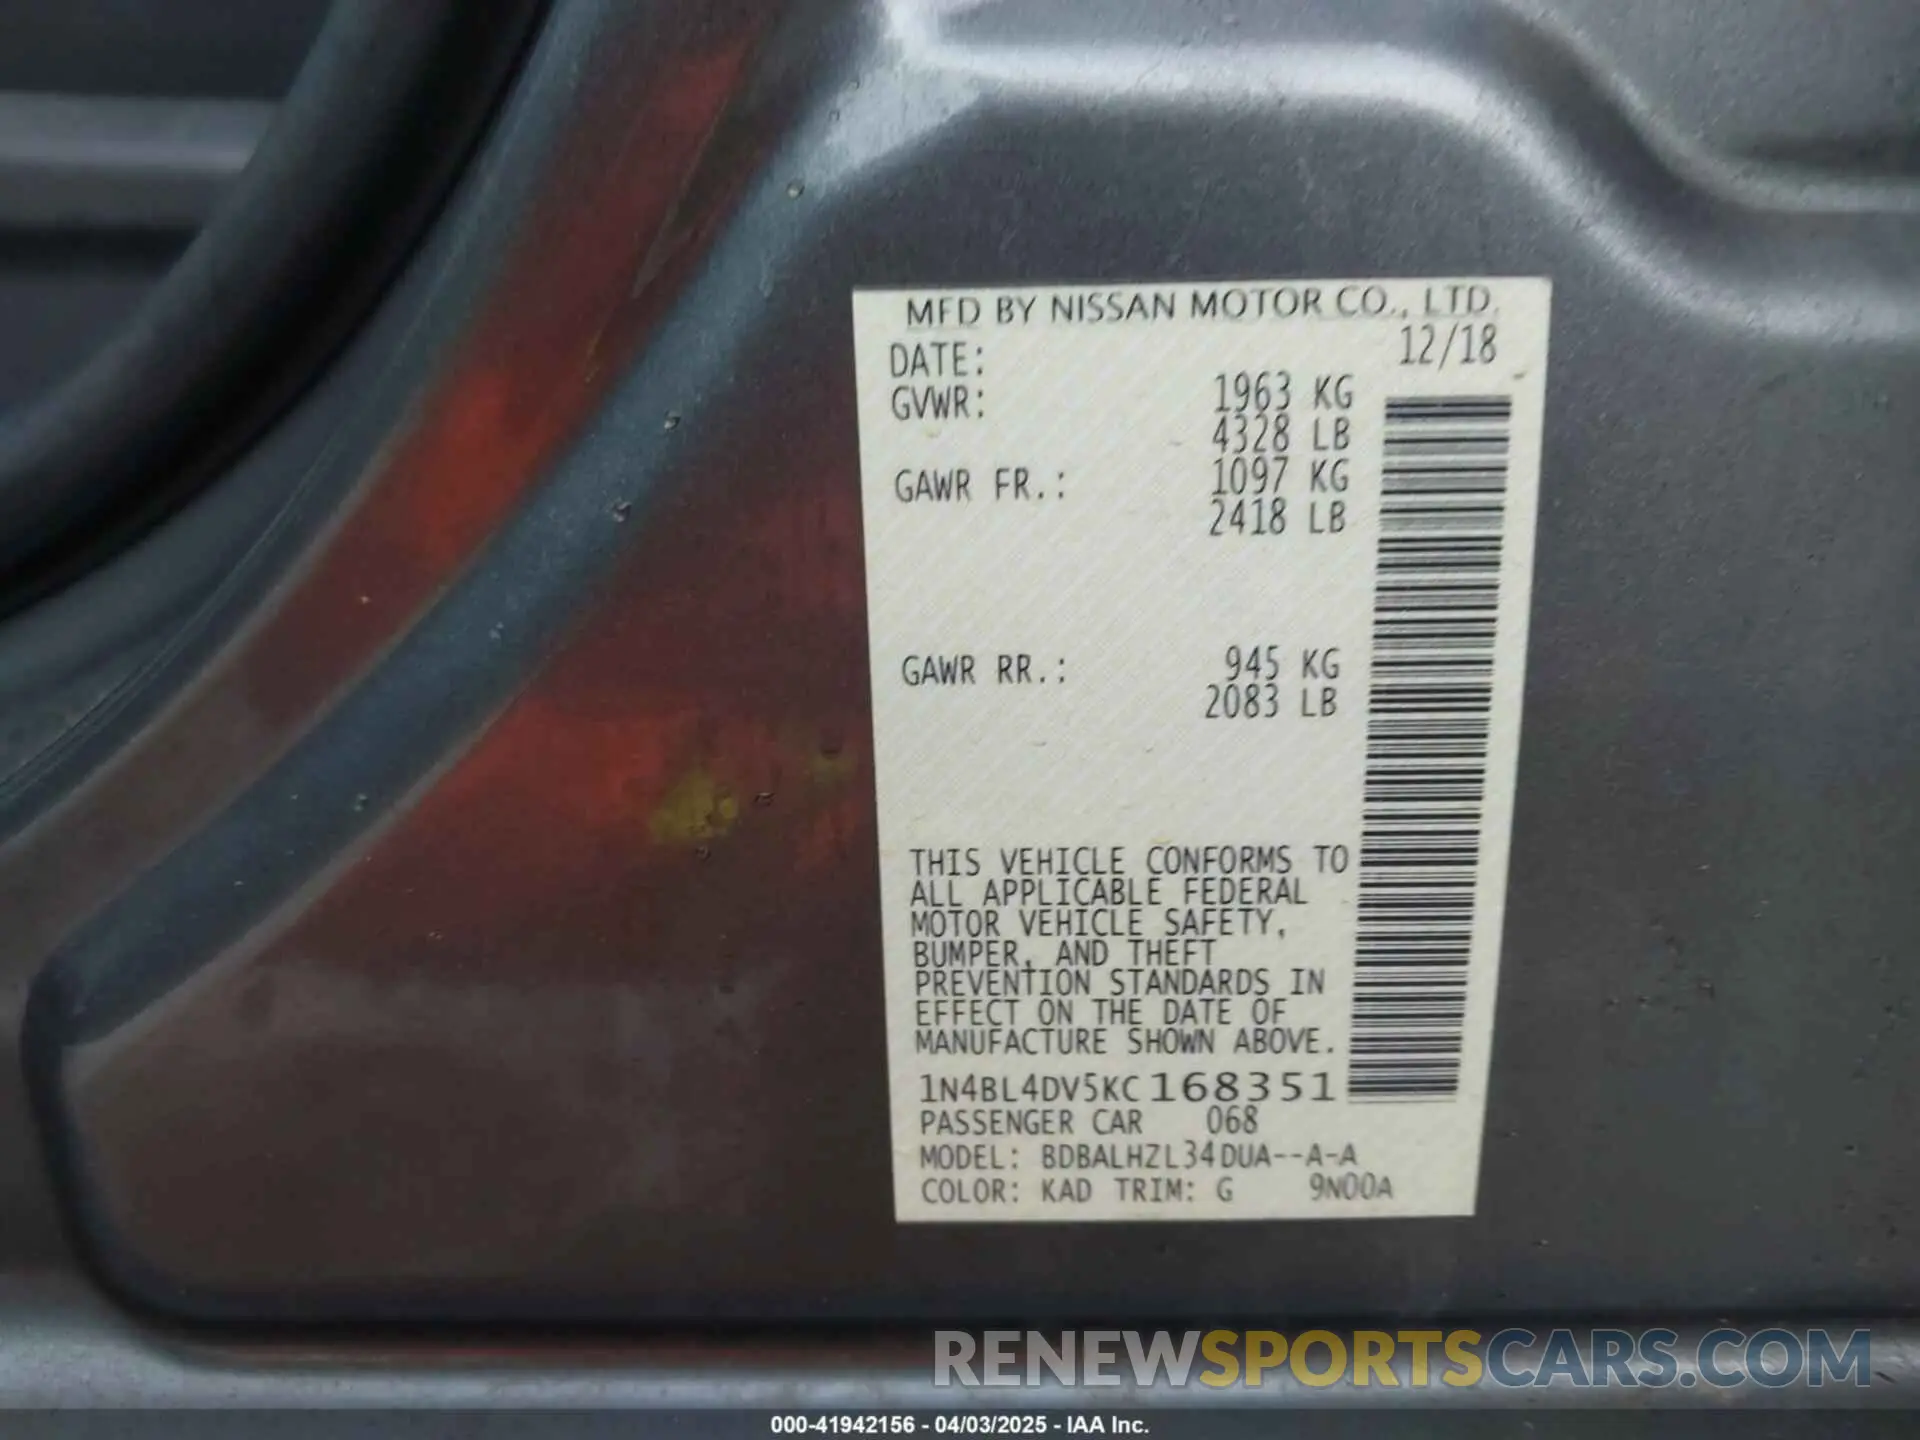 MFD BY NISSAN MOTOR CO., LTD.
DATE: 12/18
GVWR: 1963 KG
4328 LB
GAWR FR.: 1097 KG
2418 LB
GAWR RR.: 945 KG
2083 LB
THIS VEHICLE CONFORMS TO
ALL APPLICABLE FEDERAL
MOTOR VEHICLE SAFETY,
BUMPER, AND THEFT
PREVENTION STANDARDS IN
EFFECT ON THE DATE OF
MANUFACTURE SHOWN ABOVE.
1N4BL4DV5KC168351
PASSENGER CAR 068
MODEL: BDBALHZL34DUA--A-A
COLOR: KAD TRIM: G 9N00A
RENEWSPORTSCARS.COM
000-41942156 - 04/03/2025 - IAA Inc.